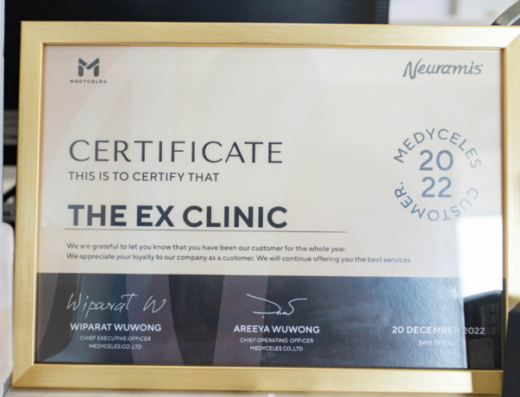 M
MEDYCELES
Neuramis
CERTIFICATE
THIS IS TO CERTIFY THAT
THE EX CLINIC
MEDYCELES
20
22
CUSTOMER.
We are grateful to let you know that you have been our customer for the whole year.
We appreciate your loyalty to our company as a customer. We will continue offering you the best services
Wiparat W
WIPARAT WUWONG
CHIEF EXECUTIVE OFFICER
MEDYCELES CO.,LTD
AREEYA WUWONG
CHIEF OPERATING OFFICER
MEDYCELES CO.,LTD
20 DECEMBER 2022